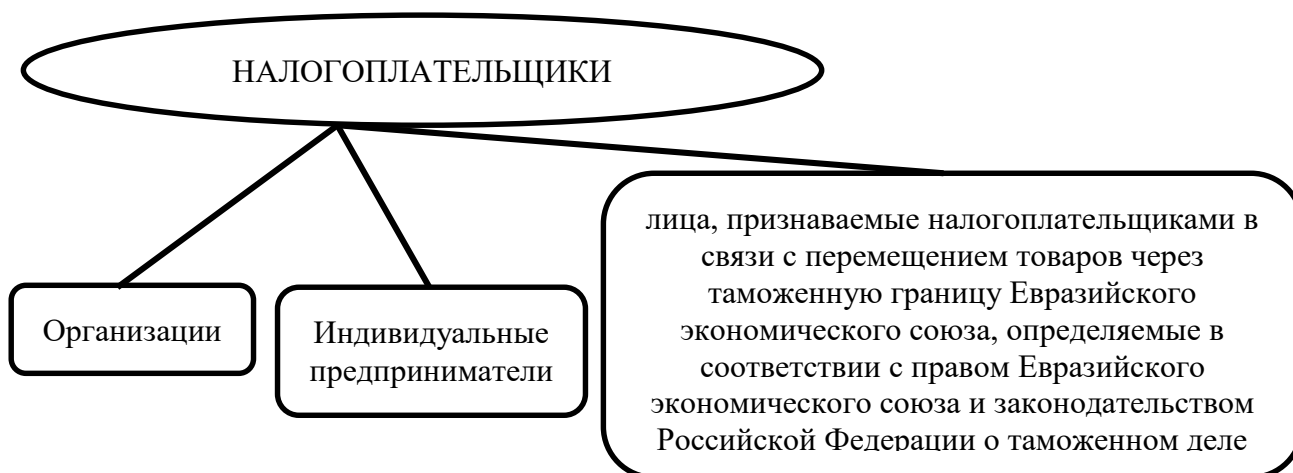 НАЛОГОПЛАТЕЛЬЩИКИ
Организации
Индивидуальные
предприниматели
лица, признаваемые налогоплательщиками в
связи с перемещением товаров через
таможенную границу Евразийского
экономического союза, определяемые в
соответствии с правом Евразийского
экономического союза и законодательством
Российской Федерации о таможенном деле